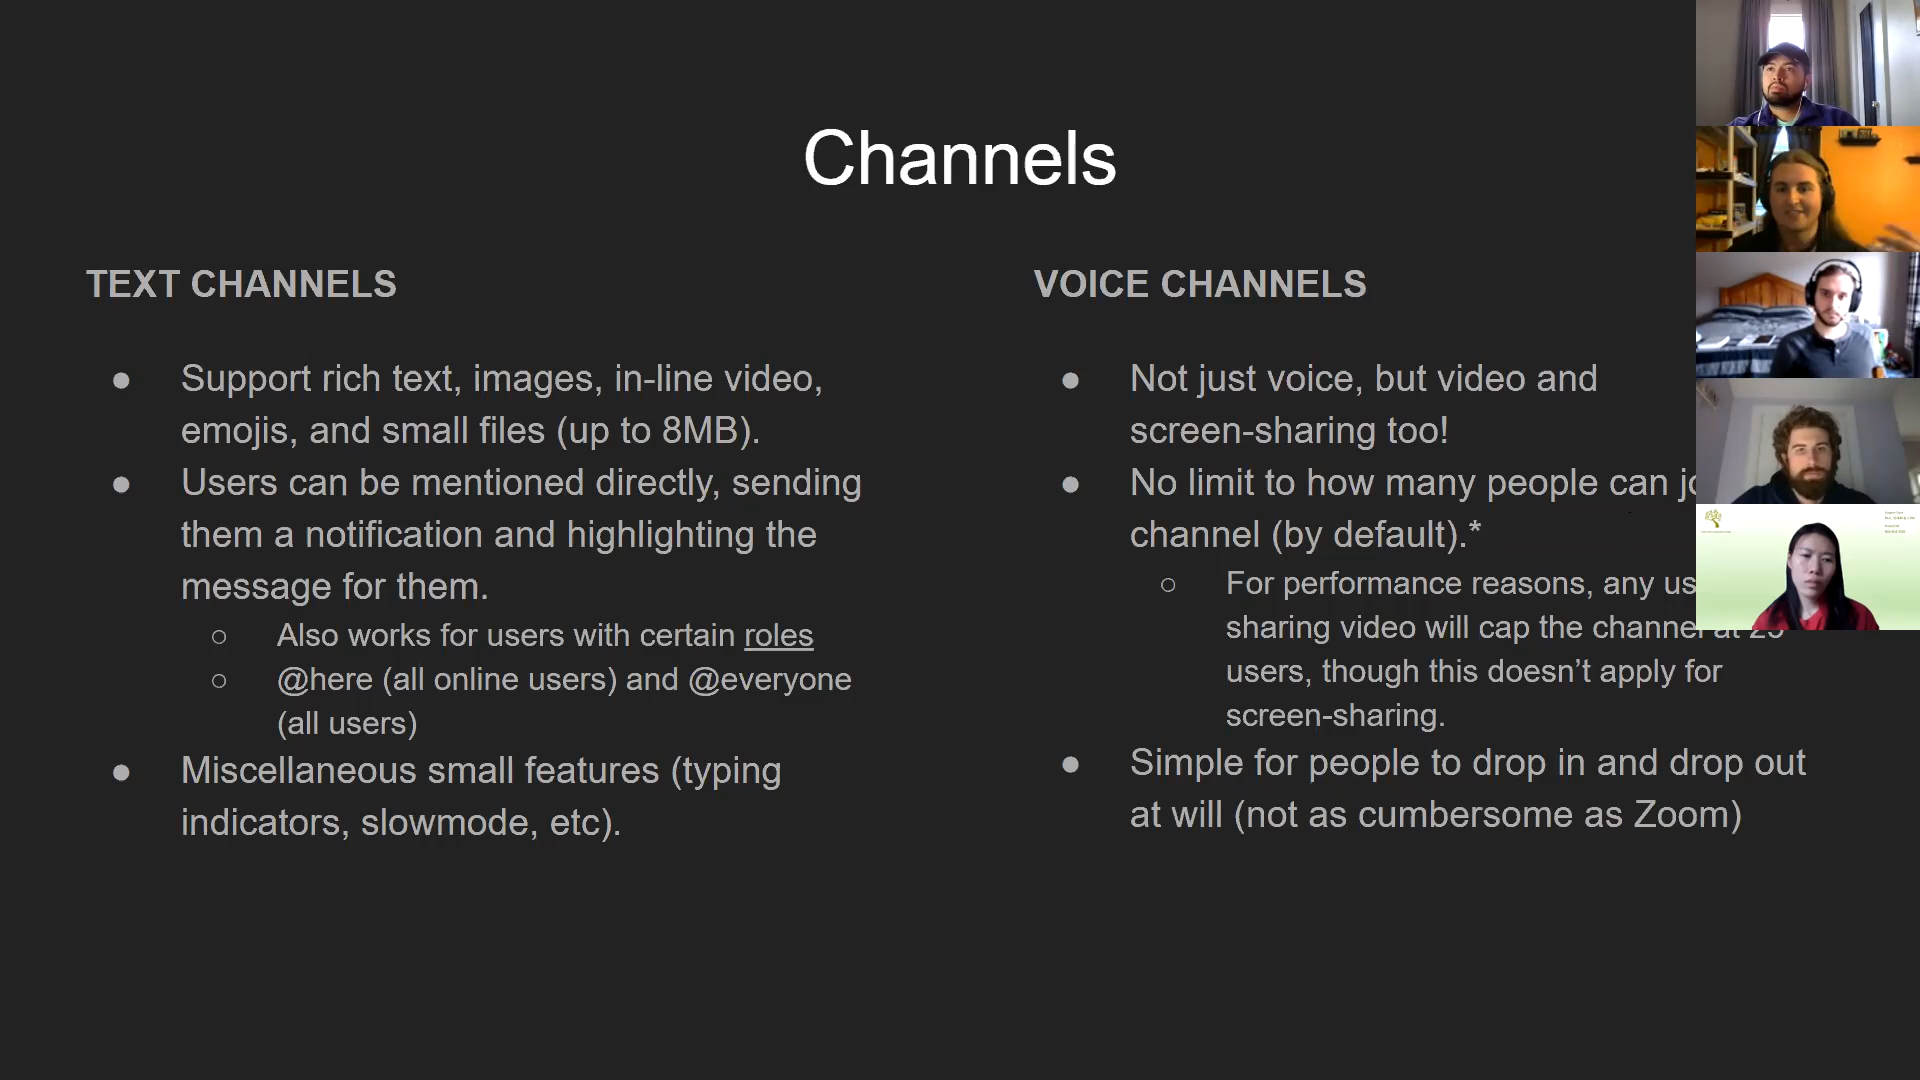 Channels
TEXT CHANNELS
● Support rich text, images, in-line video,
emojis, and small files (up to 8MB).
● Users can be mentioned directly, sending
them a notification and highlighting the
message for them.
○ Also works for users with certain roles
○ @here (all online users) and @everyone
(all users)
● Miscellaneous small features (typing
indicators, slowmode, etc).
VOICE CHANNELS
● Not just voice, but video and
screen-sharing too!
● No limit to how many people can
channel (by default).*
○ For performance reasons, any
sharing video will cap the channel at
users, though this doesn’t apply for
screen-sharing.
● Simple for people to drop in and drop out
at will (not as cumbersome as Zoom)